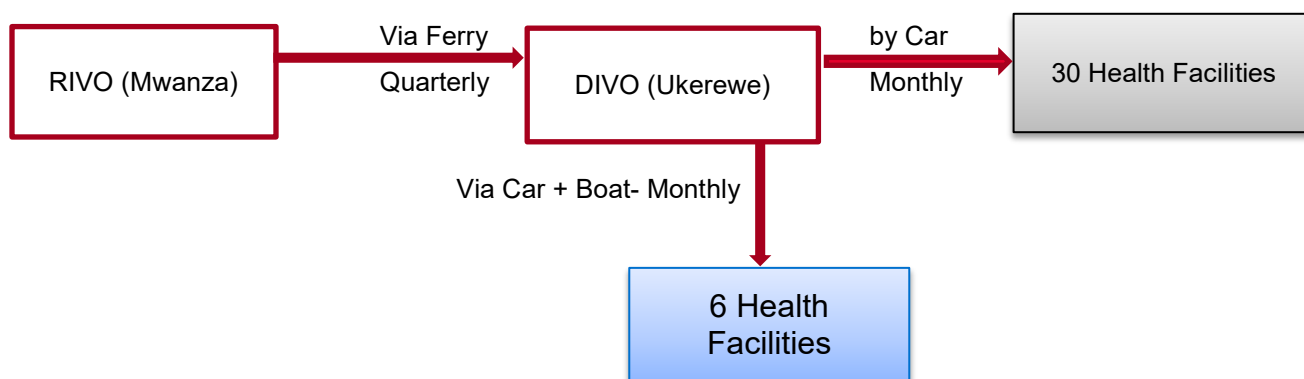 RIVO (Mwanza)
Via Ferry
Quarterly
DIVO (Ukerewe)
by Car
Monthly
30 Health Facilities
Via Car + Boat- Monthly
6 Health
Facilities